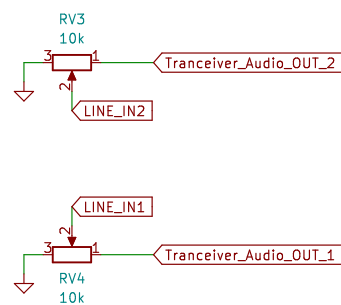 RV3
10k
3 1 Tranceiver_Audio_OUT_2
2
LINE_IN2
LINE_IN1
2
3 1 Tranceiver_Audio_OUT_1
RV4
10k